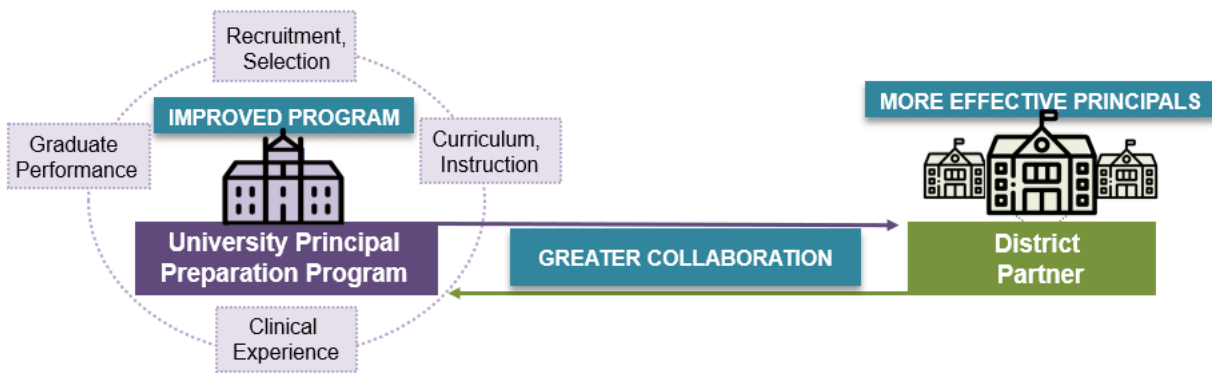 Recruitment,
Selection
IMPROVED PROGRAM
MORE EFFECTIVE PRINCIPALS
Graduate
Performance
Curriculum,
Instruction
University Principal
Preparation Program
GREATER COLLABORATION
District
Partner
Clinical
Experience